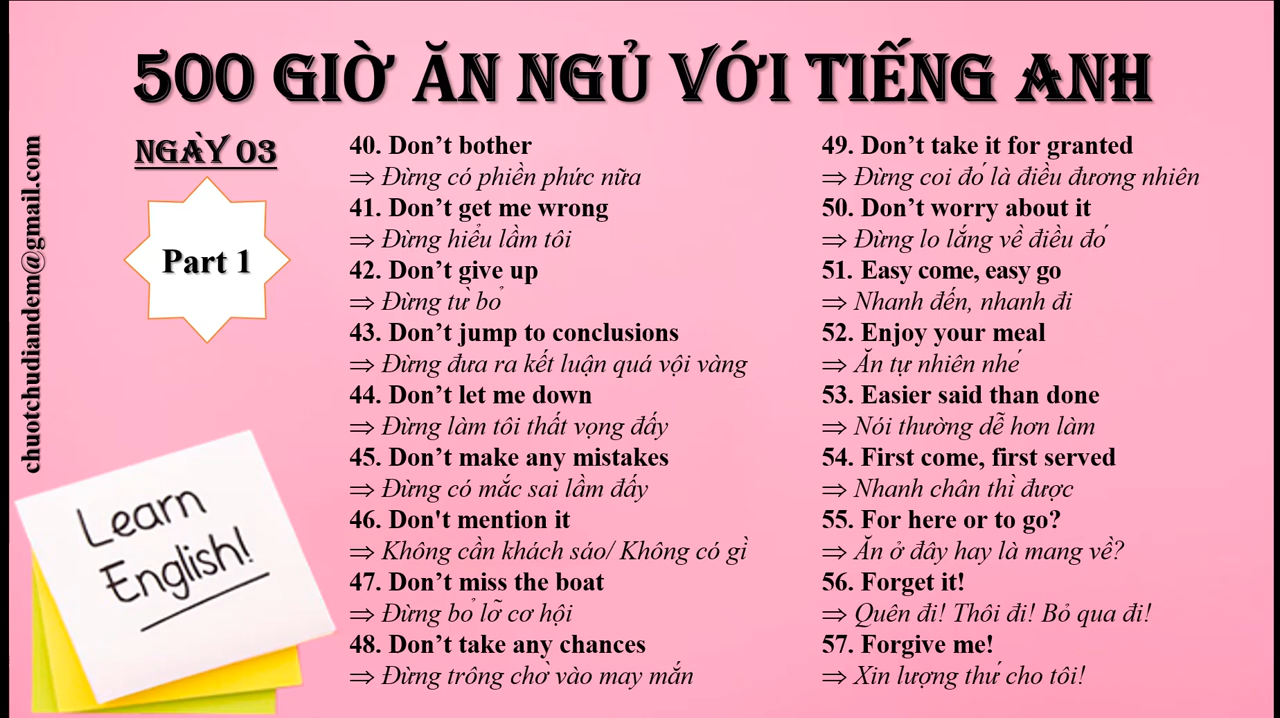 500 GIỜ ĂN NGỦ VỚI TIẾNG ANH
NGÀY 03
Part 1
chuotchudiandem@gmail.com
Learn
English!
40. Don’t bother
⇒ Đừng có phiền phức nữa
41. Don’t get me wrong
⇒ Đừng hiểu lầm tôi
42. Don’t give up
⇒ Đừng từ bỏ
43. Don’t jump to conclusions
⇒ Đừng đưa ra kết luận quá vội vàng
44. Don’t let me down
⇒ Đừng làm tôi thất vọng đấy
45. Don’t make any mistakes
⇒ Đừng có mắc sai lầm đấy
46. Don't mention it
⇒ Không cần khách sáo/ Không có gì
47. Don’t miss the boat
⇒ Đừng bỏ lỡ cơ hội
48. Don’t take any chances
⇒ Đừng trông chờ vào may mắn
49. Don’t take it for granted
⇒ Đừng coi đó là điều đương nhiên
50. Don’t worry about it
⇒ Đừng lo lắng về điều đó
51. Easy come, easy go
⇒ Nhanh đến, nhanh đi
52. Enjoy your meal
⇒ Ăn tự nhiên nhé
53. Easier said than done
⇒ Nói thường dễ hơn làm
54. First come, first served
⇒ Nhanh chân thì được
55. For here or to go?
⇒ Ăn ở đây hay là mang về?
56. Forget it!
⇒ Quên đi! Thôi đi! Bỏ qua đi!
57. Forgive me!
⇒ Xin lượng thứ cho tôi!